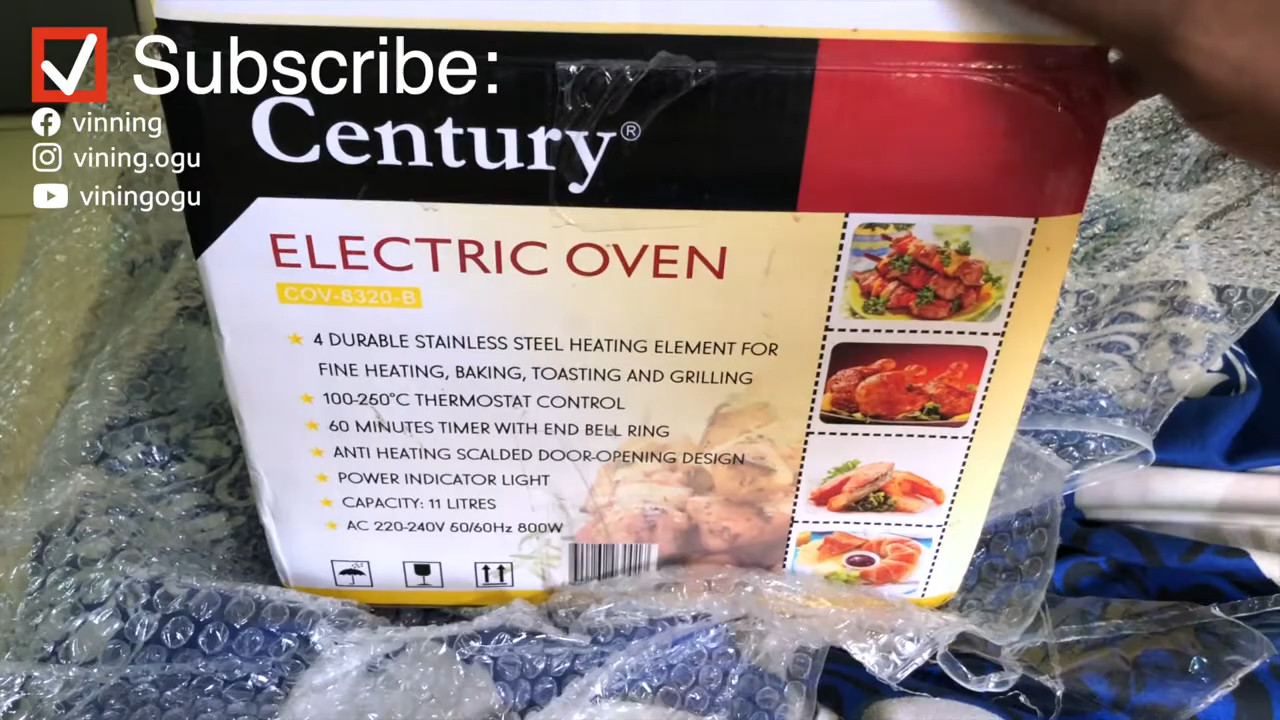 Subscribe:
vinning
vining.ogu
viningogu
Century®
ELECTRIC OVEN
COV-8320-B
4 DURABLE STAINLESS STEEL HEATING ELEMENT FOR
FINE HEATING, BAKING, TOASTING AND GRILLING
100-250°C THERMOSTAT CONTROL
60 MINUTES TIMER WITH END BELL RING
ANTI HEATING SCALDED DOOR-OPENING DESIGN
POWER INDICATOR LIGHT
CAPACITY: 11 LITRES
AC 220-240V 50/60Hz 800W